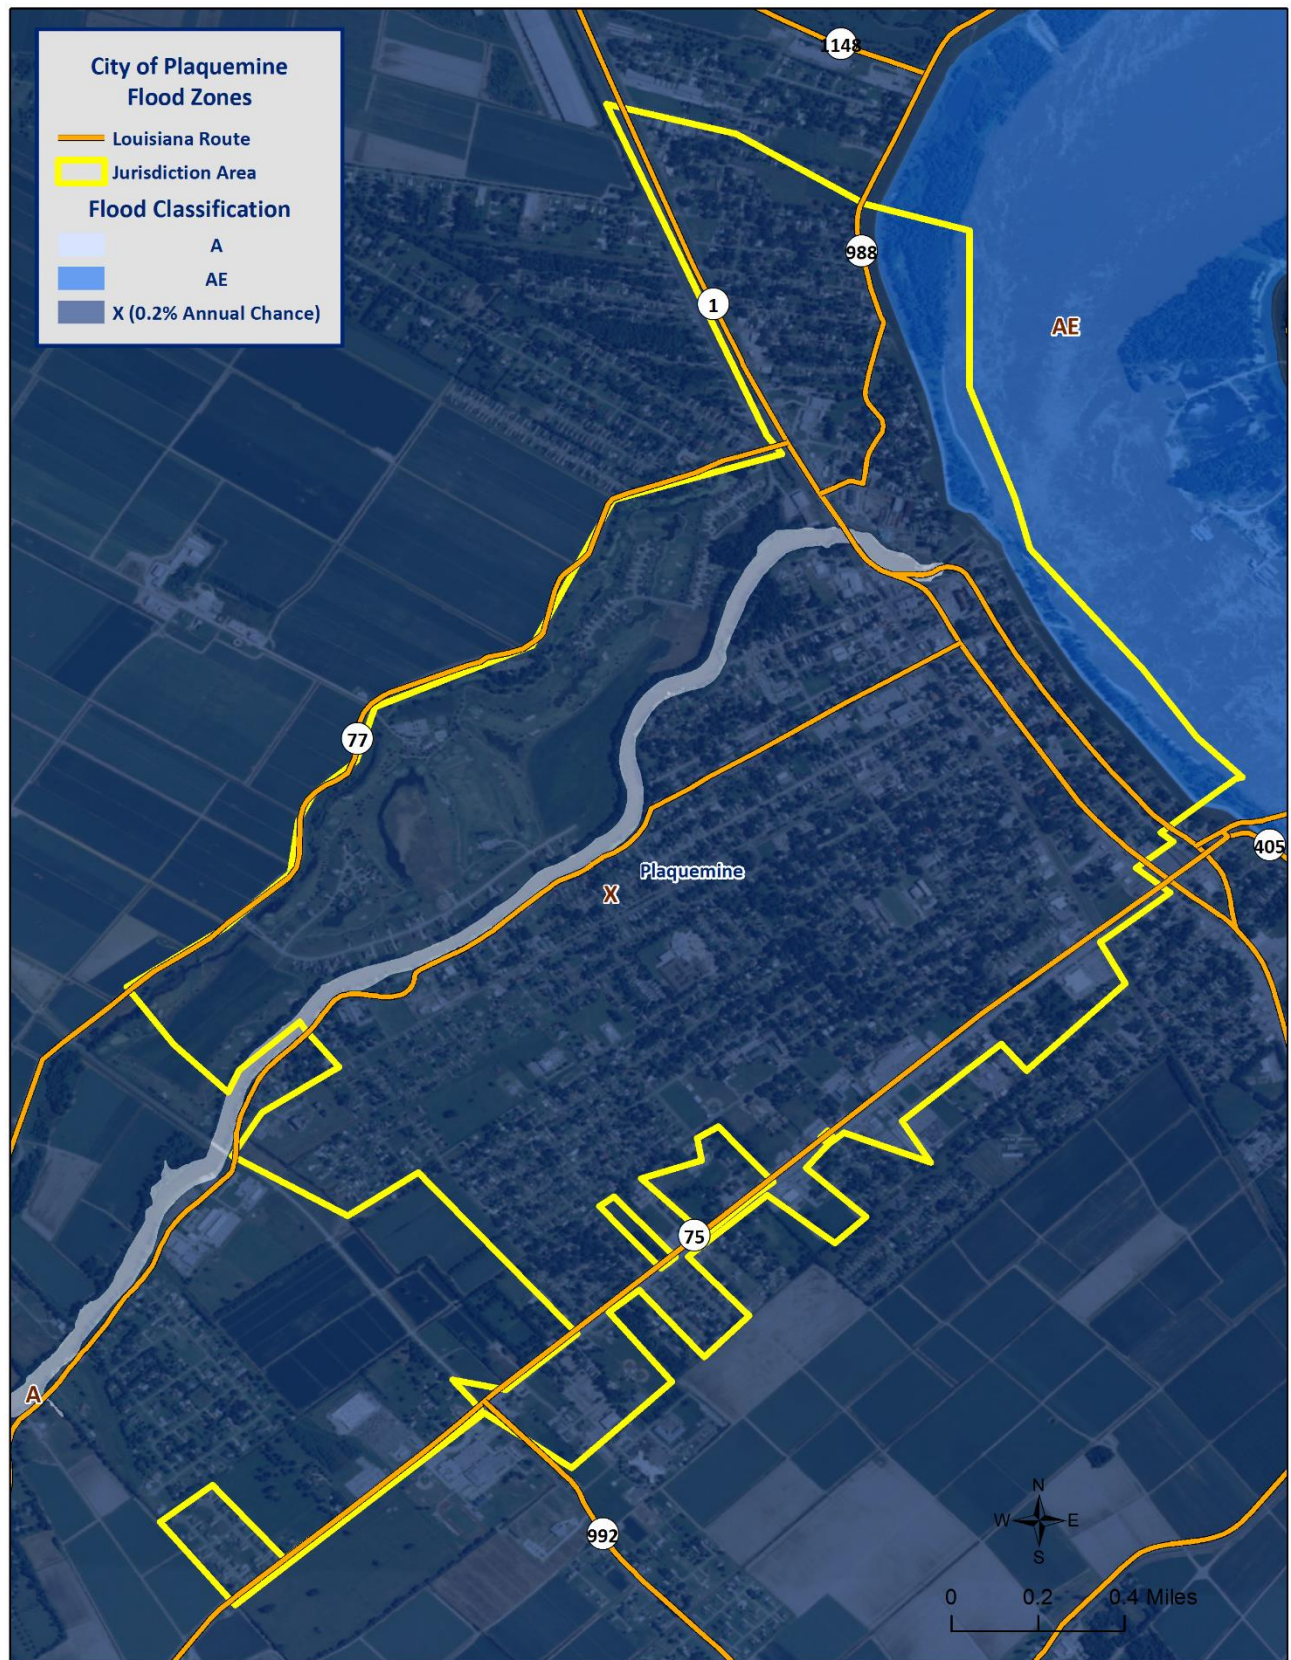 City of Plaquemine
Flood Zones
Louisiana Route
Jurisdiction Area
Flood Classification
A
AE
X (0.2% Annual Chance)
1148
988
1
AE
77
405
Plaquemine
X
75
A
992
N
W E
S
0 0.2 0.4 Miles